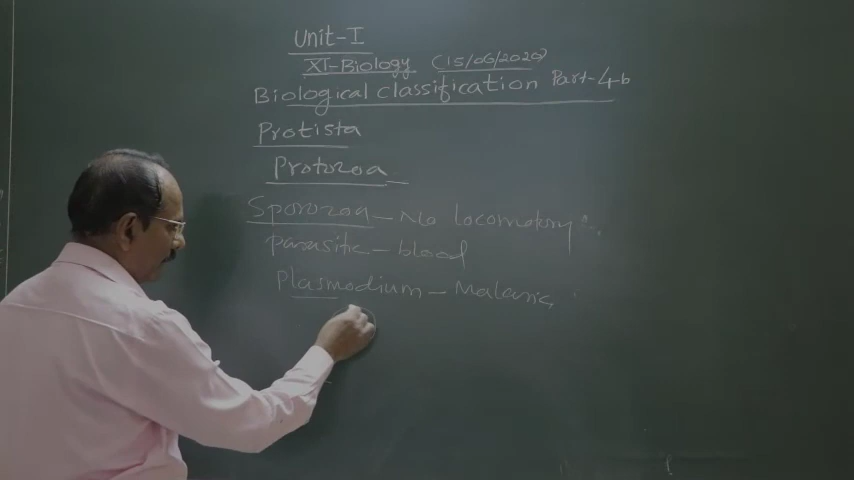 Unit-I
XI-Biology (15/06/2020)
Biological classification Part-4-b
Protista
Protozoa
Sporozoa - No locomotory
parasitic - blood
Plasmodium - Malaria,